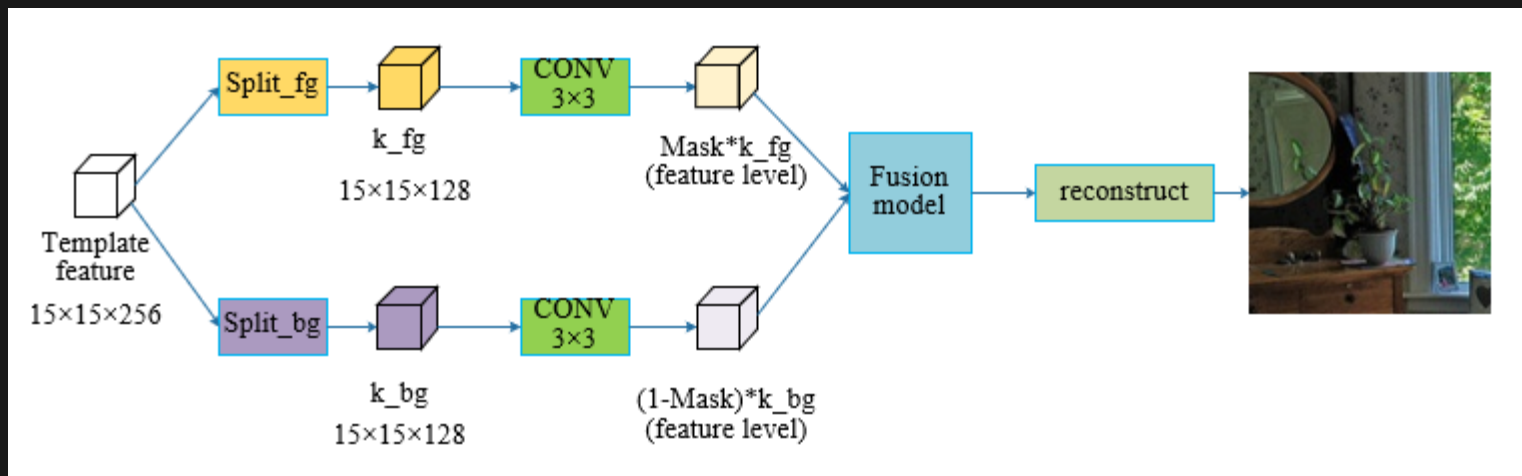 Split_fg
k_fg
15×15×128
CONV
3×3
Mask*k_fg
(feature level)
Template
feature
15×15×256
Split_bg
k_bg
15×15×128
CONV
3×3
(1-Mask)*k_bg
(feature level)
Fusion
model
reconstruct